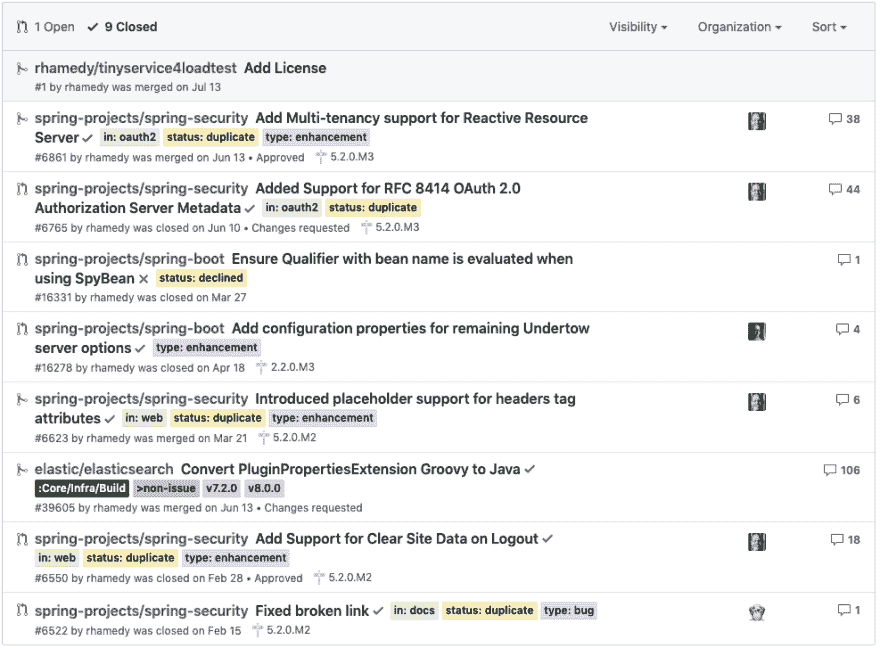 1 Open 9 Closed Visibility Organization Sort
rhamedy/tinyservice4loadtest Add License
#1 by rhamedy was merged on Jul 13
spring-projects/spring-security Add Multi-tenancy support for Reactive Resource 38
Server in: oauth2 status: duplicate type: enhancement
#6861 by rhamedy was merged on Jun 13 • Approved 5.2.0.M3
spring-projects/spring-security Added Support for RFC 8414 OAuth 2.0 44
Authorization Server Metadata in: oauth2 status: duplicate
#6765 by rhamedy was closed on Jun 10 • Changes requested 5.2.0.M3
spring-projects/spring-boot Ensure Qualifier with bean name is evaluated when 1
using SpyBean status: declined
#16331 by rhamedy was closed on Mar 27
spring-projects/spring-boot Add configuration properties for remaining Undertow 4
server options type: enhancement
#16278 by rhamedy was closed on Apr 18 2.2.0.M3
spring-projects/spring-security Introduced placeholder support for headers tag 6
attributes in: web status: duplicate type: enhancement
#6623 by rhamedy was merged on Mar 21 5.2.0.M2
elastic/elasticsearch Convert PluginPropertiesExtension Groovy to Java 106
:Core/Infra/Build >non-issue v7.2.0 v8.0.0
#39605 by rhamedy was merged on Jun 13 • Changes requested
spring-projects/spring-security Add Support for Clear Site Data on Logout 18
in: web status: duplicate type: enhancement
#6550 by rhamedy was closed on Feb 28 • Approved 5.2.0.M2
spring-projects/spring-security Fixed broken link in: docs status: duplicate type: bug 1
#6522 by rhamedy was closed on Feb 15 5.2.0.M2